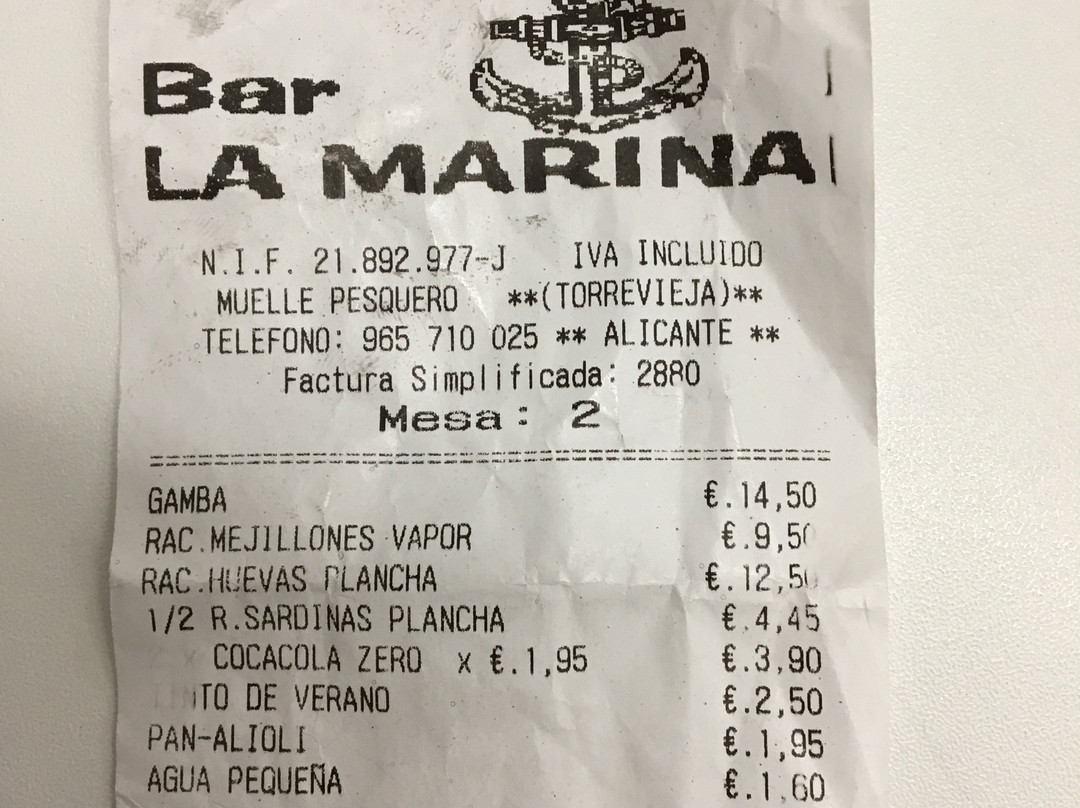 Bar
LA MARINA
N.I.F. 21.892.977-J IVA INCLUIDO
MUELLE PESQUERO **(TORREVIEJA)**
TELEFONO: 965 710 025 ** ALICANTE **
Factura Simplificada: 2880
Mesa: 2
GAMBA €.14,50
RAC.MEJILLONES VAPOR €.9,50
RAC.HUEVAS PLANCHA €.12,50
1/2 R.SARDINAS PLANCHA €.4,45
COCACOLA ZERO x €.1,95 €.3,90
DE VERANO €.2,50
PAN-ALIOLI €.1,95
AGUA PEQUEÑA €.1,60